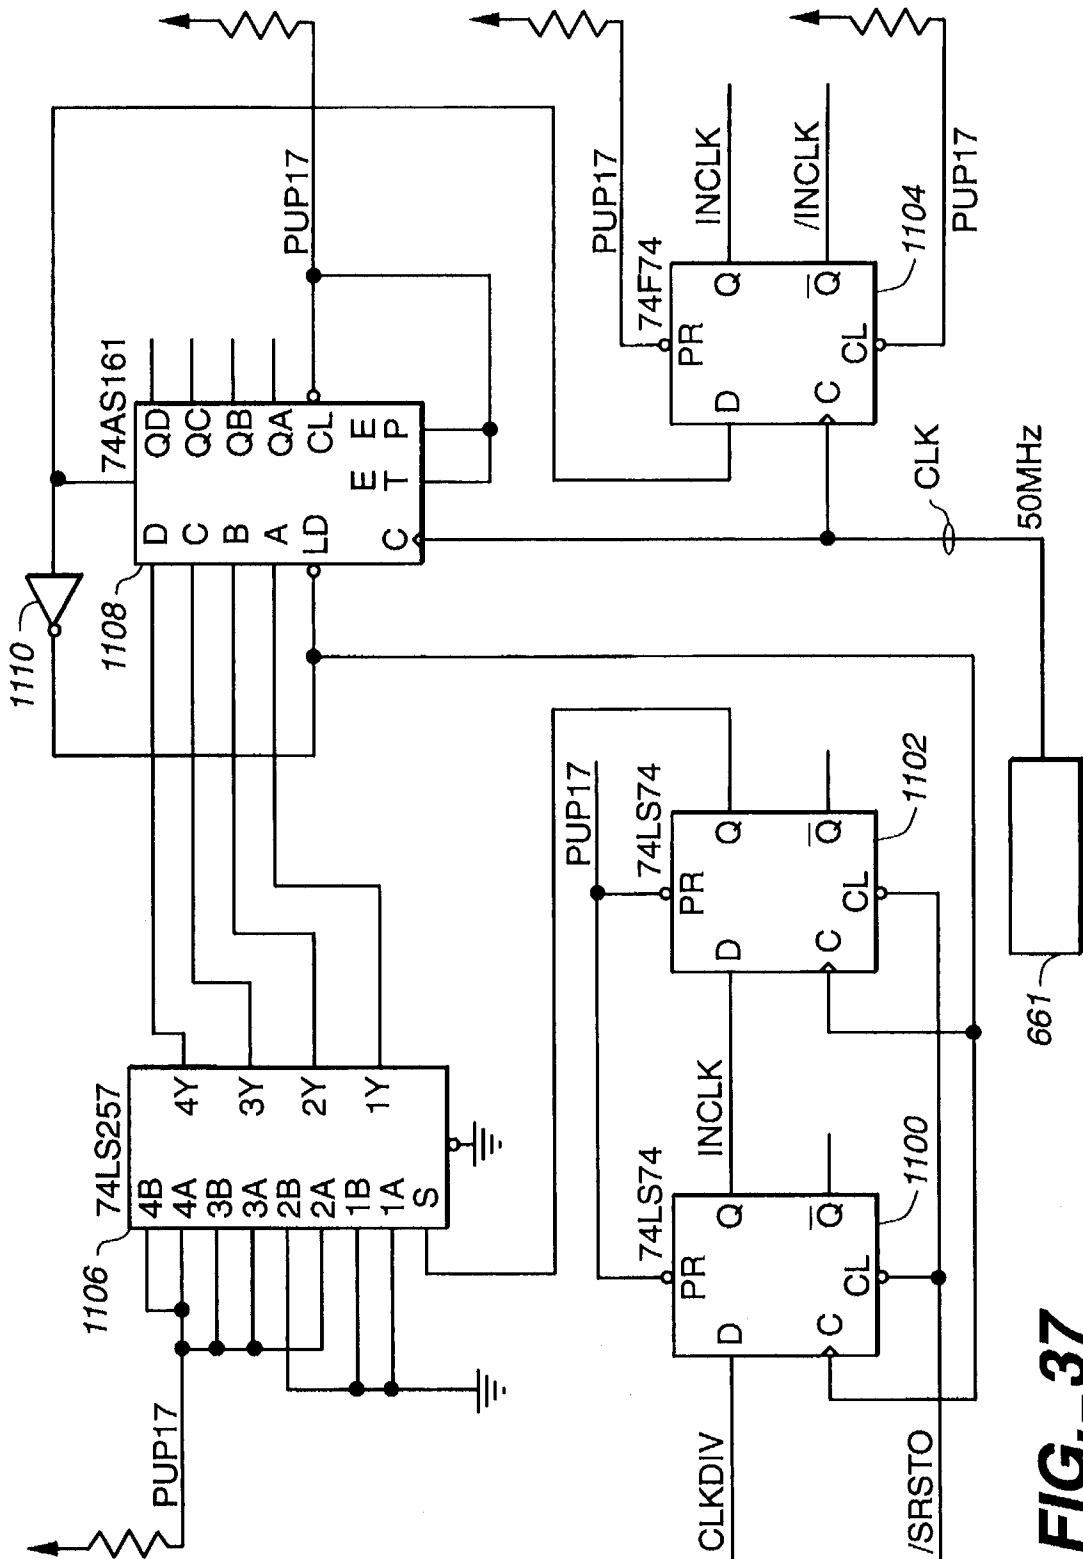 PUP17
1106
74LS257
4B
4A
3B
3A
2B
2A
1B
1A
S
4Y
3Y
2Y
1Y
1110
1108
74AS161
D
C
B
A
LD
C
QD
QC
QB
QA
CL
E T
E P
PUP17
CLKDIV
/SRSTO
74LS74
PR
D
Q
C
Q
CL
1100
INCLK
PUP17
74LS74
PR
D
Q
C
Q
CL
1102
661
50MHz
CLK
PUP17
74F74
PR
D
Q
C
Q
CL
1104
INCLK
/INCLK
PUP17
FIG._37